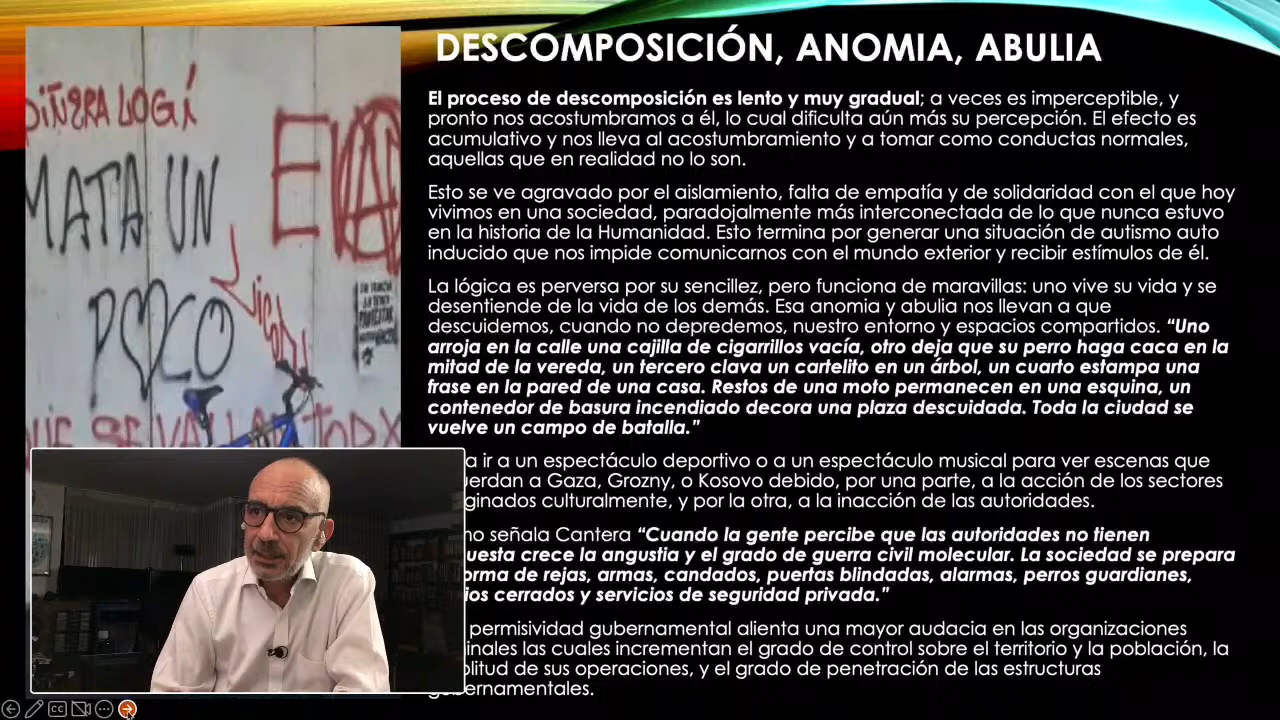 DESCOMPOSICIÓN, ANOMIA, ABULIA
El proceso de descomposición es lento y muy gradual; a veces es imperceptible, y
pronto nos acostumbramos a él, lo cual dificulta aún más su percepción. El efecto es
acumulativo y nos lleva al acostumbramiento y a tomar como conductas normales,
aquellas que en realidad no lo son.
Esto se ve agravado por el aislamiento, falta de empatía y de solidaridad con el que hoy
vivimos en una sociedad, paradojalmente más interconectada de lo que nunca estuvo
en la historia de la Humanidad. Esto termina por generar una situación de autismo auto
inducido que nos impide comunicarnos con el mundo exterior y recibir estímulos de él.
La lógica es perversa por su sencillez, pero funciona de maravillas: uno vive su vida y se
desentiende de la vida de los demás. Esa anomia y abulia nos llevan a que
descuidemos, cuando no depredemos, nuestro entorno y espacios compartidos. “Uno
arroja en la calle una cajilla de cigarrillos vacía, otro deja que su perro haga caca en la
mitad de la vereda, un tercero clava un cartelito en un árbol, un cuarto estampa una
frase en la pared de una casa. Restos de una moto permanecen en una esquina, un
contenedor de basura incendiado decora una plaza descuidada. Toda la ciudad se
vuelve un campo de batalla.”
a ir a un espectáculo deportivo o a un espectáculo musical para ver escenas que
uerdan a Gaza, Grozny, o Kosovo debido, por una parte, a la acción de los sectores
ginados culturalmente, y por la otra, a la inacción de las autoridades.
no señala Cantera “Cuando la gente percibe que las autoridades no tienen
uesta crece la angustia y el grado de guerra civil molecular. La sociedad se prepara
orma de rejas, armas, candados, puertas blindadas, alarmas, perros guardianes,
ios cerrados y servicios de seguridad privada.”
permisividad gubernamental alienta una mayor audacia en las organizaciones
inales las cuales incrementan el grado de control sobre el territorio y la población, la
plitud de sus operaciones, y el grado de penetración de las estructuras
gubernamentales.
MATA UN
POCO
CC